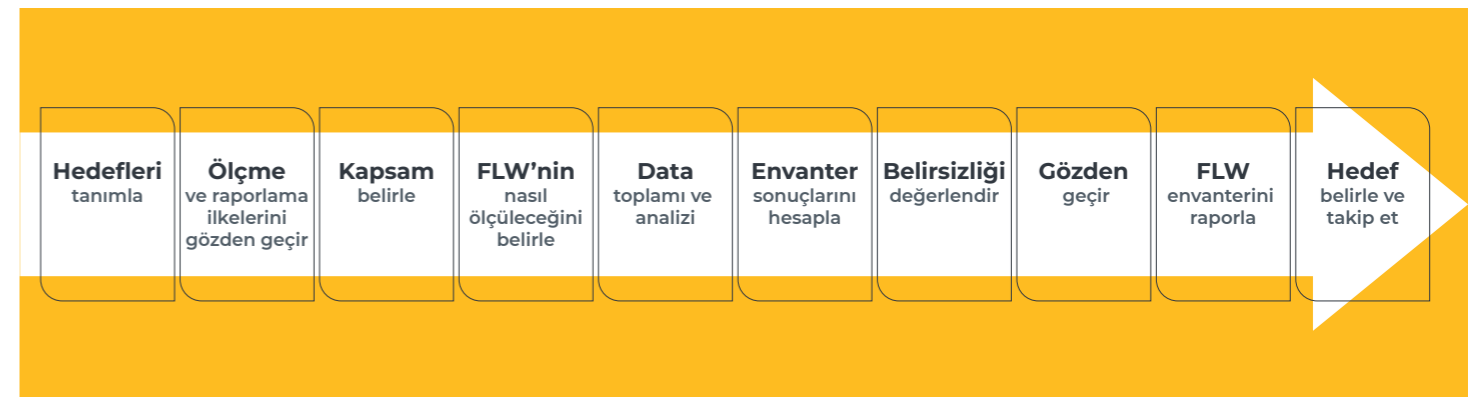 Hedefleri
tanımla
Ölçme
ve raporlama
ilkelerini
gözden geçir
Kapsam
belirle
FLW’nin
nasıl
ölçüleceğini
belirle
Data
toplamı ve
analizi
Envanter
sonuçlarını
hesapla
Belirsizliği
değerlendir
Gözden
geçir
FLW
envanterini
raporla
Hedef
belirle ve
takip et